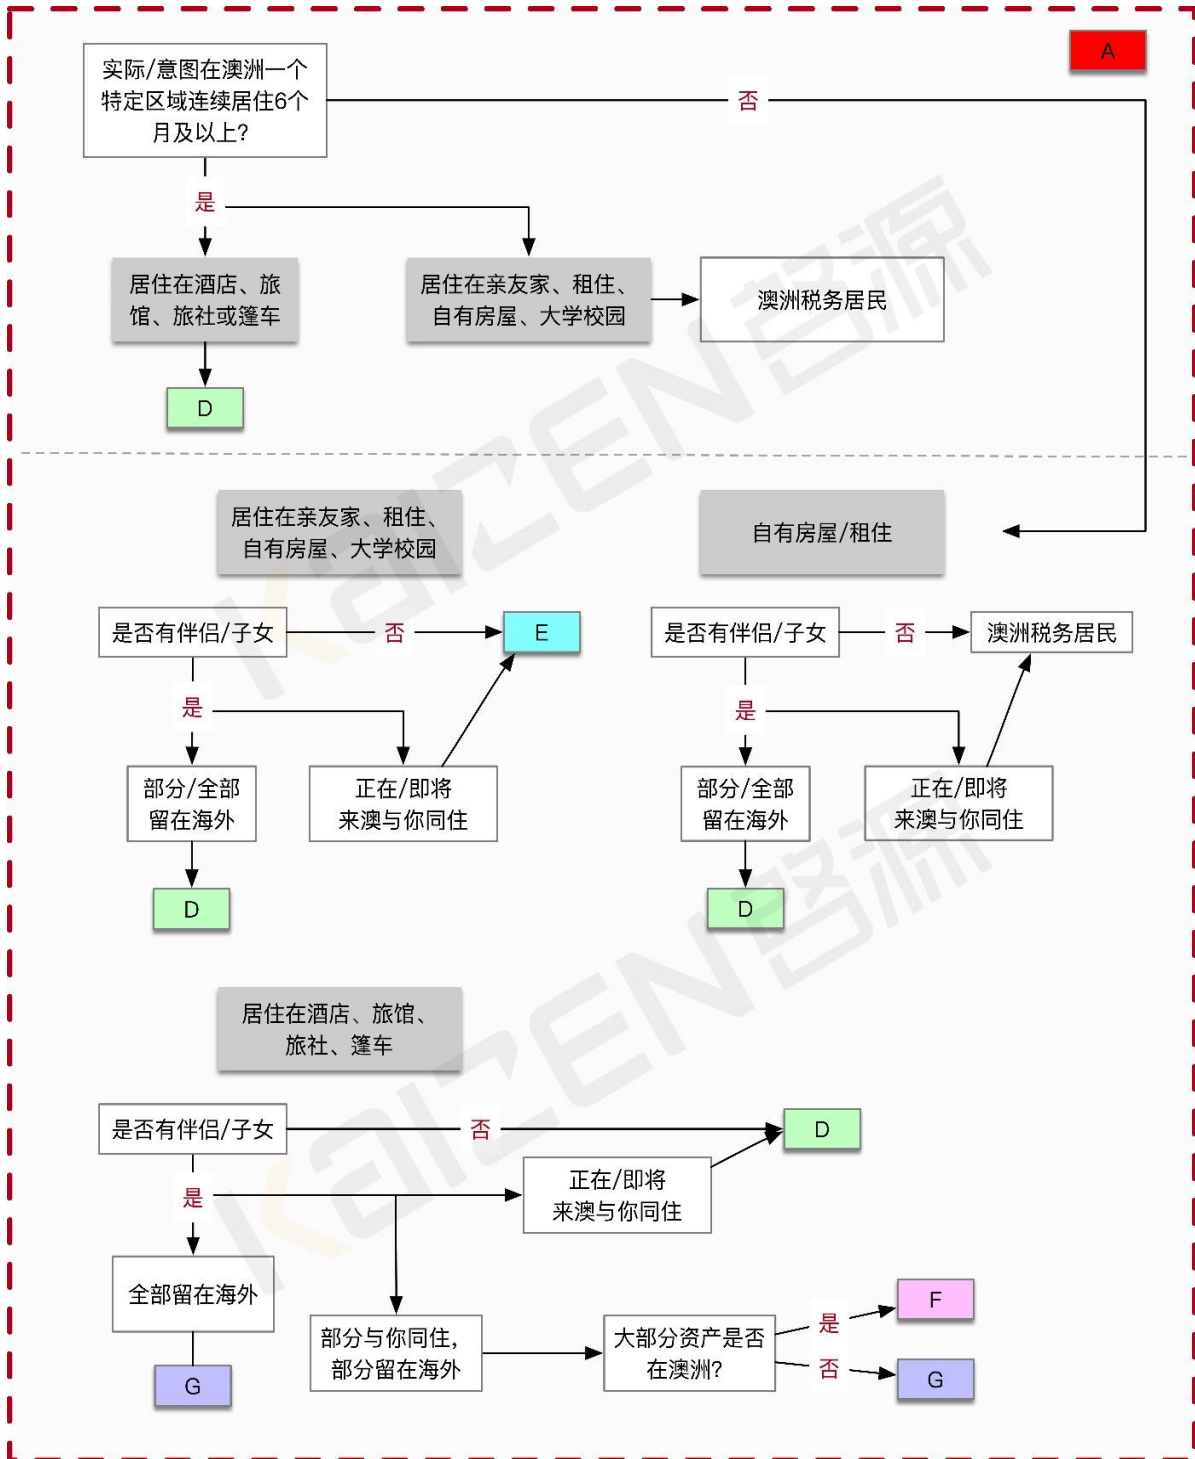 A
实际/意图在澳洲一个
特定区域连续居住6个
月及以上?
否
是
居住在酒店、旅
馆、旅社或篷车
居住在亲友家、租住、
自有房屋、大学校园
澳洲税务居民
D
居住在亲友家、租住、
自有房屋、大学校园
自有房屋/租住
是否有伴侣/子女
否
E
是否有伴侣/子女
否
澳洲税务居民
是
是
部分/全部
留在海外
正在/即将
来澳与你同住
部分/全部
留在海外
正在/即将
来澳与你同住
D
D
居住在酒店、旅馆、
旅社、篷车
是否有伴侣/子女
否
D
是
正在/即将
来澳与你同住
全部留在海外
部分与你同住,
部分留在海外
大部分资产是否
在澳洲?
是
F
否
G
G
KAIZEN 啓源
KAIZEN 啓源